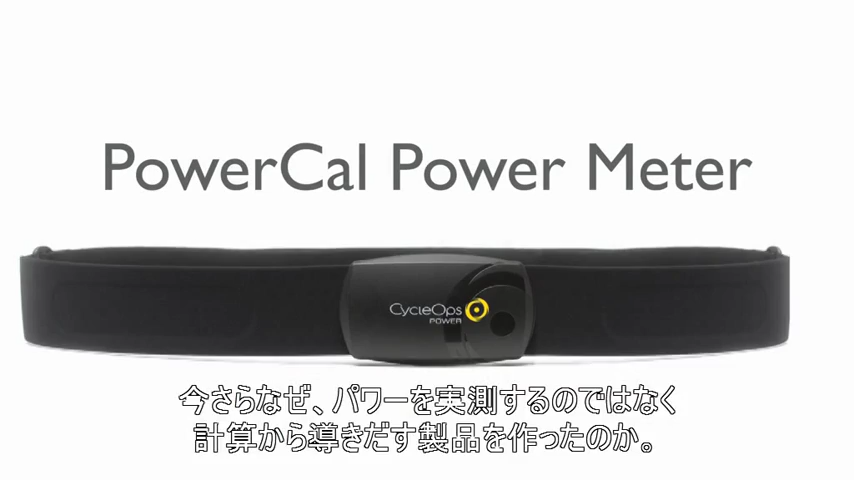 PowerCal Power Meter
CycleOps
POWER
今さらなぜ、パワーを実測するのではなく
計算から導きだす製品を作ったのか。